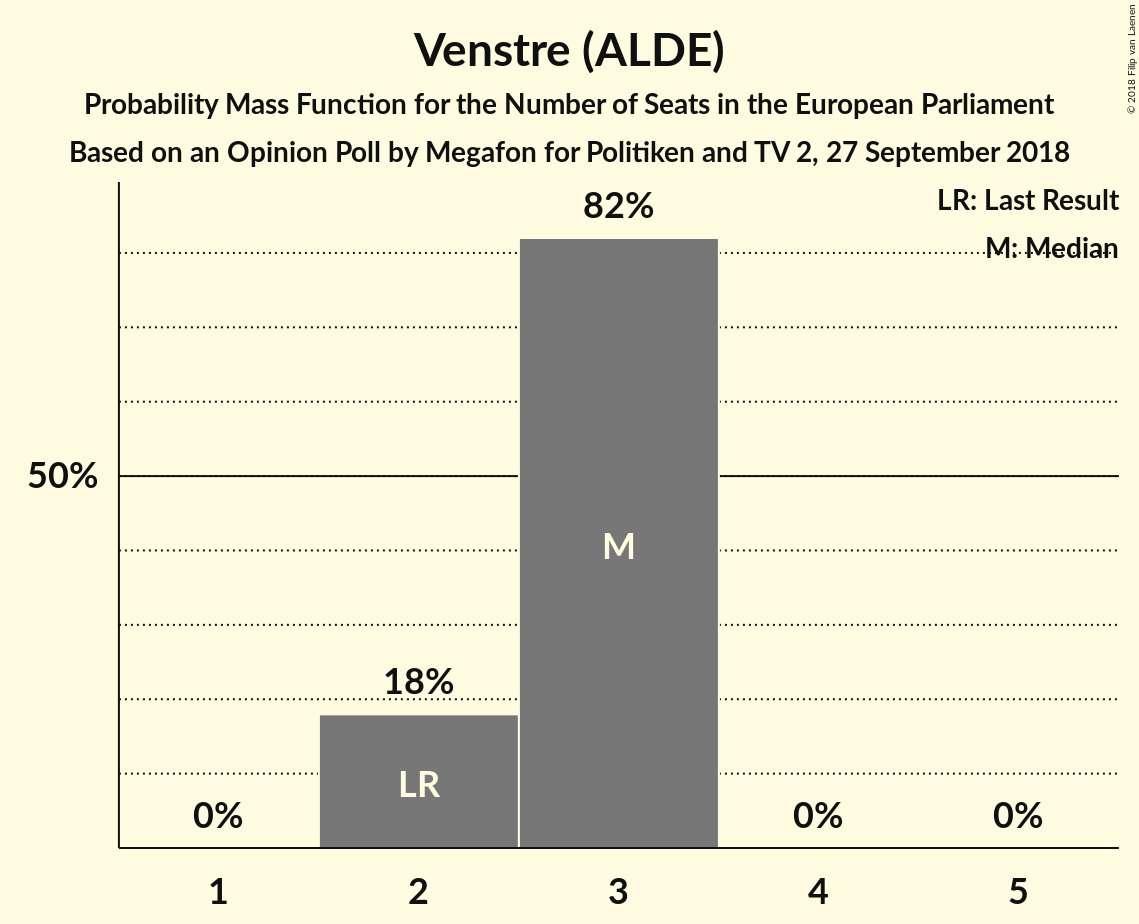 Venstre (ALDE)
Probability Mass Function for the Number of Seats in the European Parliament
Based on an Opinion Poll by Megafon for Politiken and TV 2, 27 September 2018
© 2018 Filip van Laenen
LR: Last Result
M: Median
82%
50%
M
18%
LR
0%
0%
0%
1
2
3
4
5